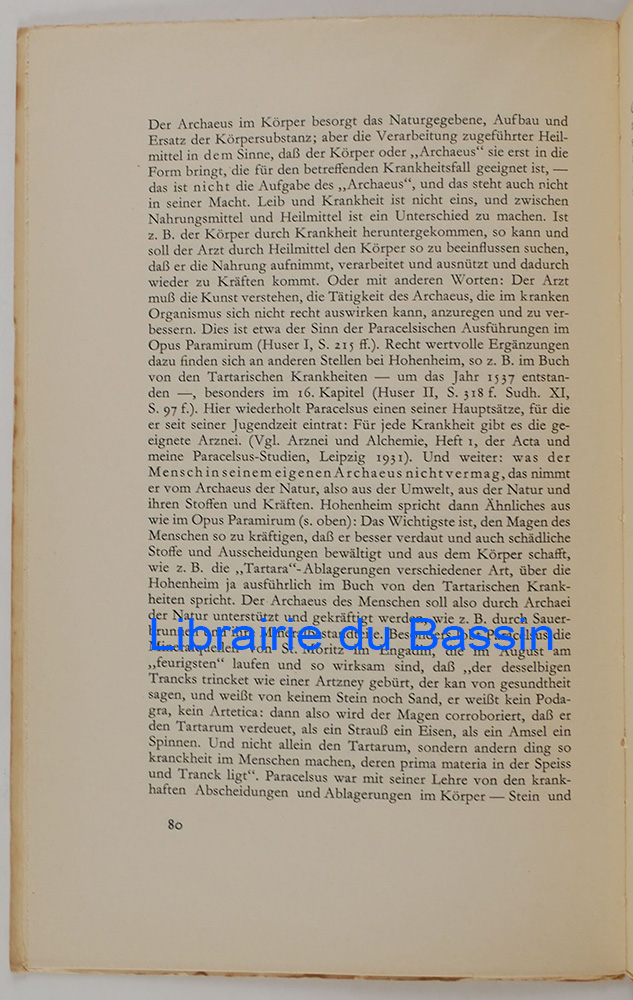 Der Archaeus im Körper besorgt das Naturgegebene, Aufbau und
Ersatz der Körpersubstanz; aber die Verarbeitung zugeführter Heil-
mittel in dem Sinne, daß der Körper oder „Archaeus“ sie erst in die
Form bringt, die für den betreffenden Krankheitsfall geeignet ist, —
das ist nicht die Aufgabe des „Archaeus“, und das steht auch nicht
in seiner Macht. Leib und Krankheit ist nicht eins, und zwischen
Nahrungsmittel und Heilmittel ist ein Unterschied zu machen. Ist
z. B. der Körper durch Krankheit heruntergekommen, so kann und
soll der Arzt durch Heilmittel den Körper so zu beeinflussen suchen,
daß er die Nahrung aufnimmt, verarbeitet und ausnützt und dadurch
wieder zu Kräften kommt. Oder mit anderen Worten: Der Arzt
muß die Kunst verstehen, die Tätigkeit des Archaeus, die im kranken
Organismus sich nicht recht auswirken kann, anzuregen und zu ver-
bessern. Dies ist etwa der Sinn der Paracelsischen Ausführungen im
Opus Paramirum (Huser I, S. 215 ff.). Recht wertvolle Ergänzungen
dazu finden sich an anderen Stellen bei Hohenheim, so z. B. im Buch
von den Tartarischen Krankheiten — um das Jahr 1537 entstan-
den —, besonders im 16. Kapitel (Huser II, S. 318 f. Sudh. XI,
S. 97 f.). Hier wiederholt Paracelsus einen seiner Hauptsätze, für die
er seit seiner Jugendzeit eintrat: Für jede Krankheit gibt es die ge-
eignete Arznei. (Vgl. Arznei und Alchemie, Heft 1, der Acta und
meine Paracelsus-Studien, Leipzig 1931). Und weiter: was der
Mensch in seinem eigenen Archaeus nicht vermag, das nimmt
er vom Archaeus der Natur, also aus der Umwelt, aus der Natur und
ihren Stoffen und Kräften. Hohenheim spricht dann Ähnliches aus
wie im Opus Paramirum (s. oben): Das Wichtigste ist, den Magen des
Menschen so zu kräftigen, daß er besser verdaut und auch schädliche
Stoffe und Ausscheidungen bewältigt und aus dem Körper schafft,
wie z. B. die „Tartara“-Ablagerungen verschiedener Art, über die
Hohenheim ja ausführlich im Buch von den Tartarischen Krank-
heiten spricht. Der Archaeus des Menschen soll also durch Archaei
der Natur unterstützt und gekräftigt werden, wie z. B. durch Sauer-
brunnen und ihre Mineralbestandteile. Besonders lobt Paracelsus die
Librairie du Bassin
Mineralquellen von St. Moritz im Engadin, die im August am
„feurigsten“ laufen und so wirksam sind, daß „der desselbigen
Trancks trincket wie einer Artzney gebürt, der kan von gesundtheit
sagen, und weißt von keinem Stein noch Sand, er weißt kein Poda-
gra, kein Artetica: dann also wird der Magen corroboriert, daß er
den Tartarum verdeuet, als ein Strauß ein Eisen, als ein Amsel ein
Spinnen. Und nicht allein den Tartarum, sondern andern ding so
kranckheit im Menschen machen, deren prima materia in der Speiss
und Tranck ligt“. Paracelsus war mit seiner Lehre von den krank-
haften Abscheidungen und Ablagerungen im Körper — Stein und
80